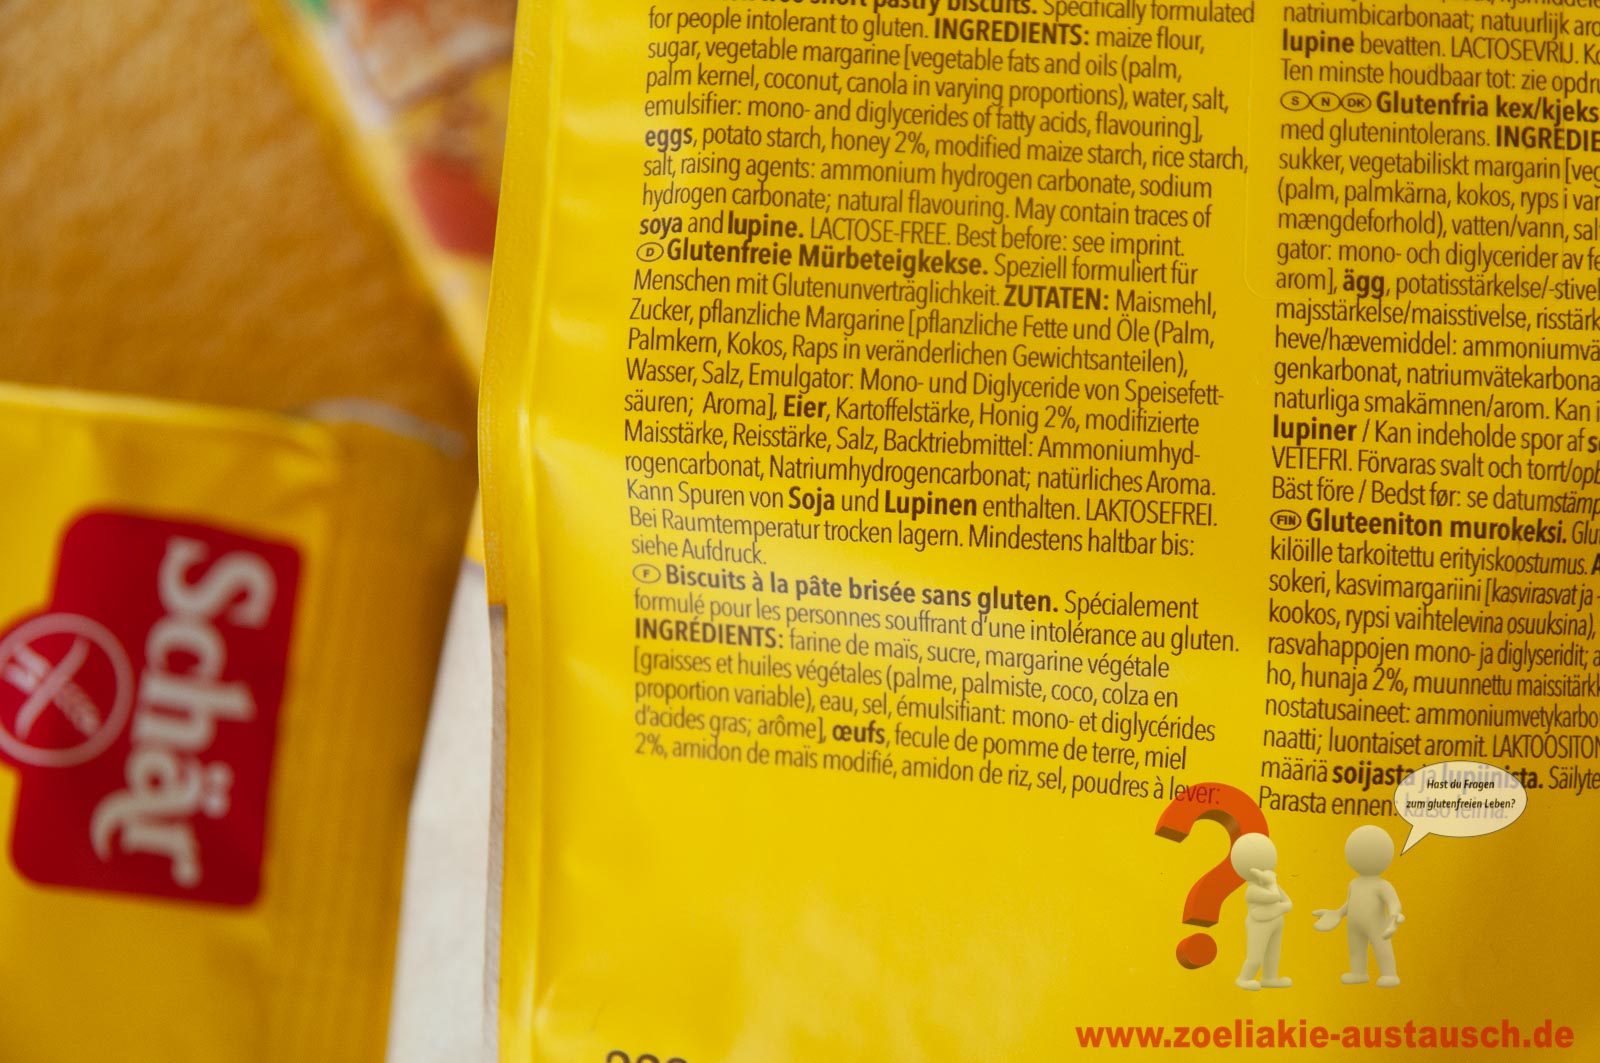 short pastry biscuits. Specifically formulated
for people intolerant to gluten. INGREDIENTS: maize flour,
sugar, vegetable margarine [vegetable fats and oils (palm,
palm kernel, coconut, canola in varying proportions), water, salt,
emulsifier: mono- and diglycerides of fatty acids, flavouring],
eggs, potato starch, honey 2%, modified maize starch, rice starch,
salt, raising agents: ammonium hydrogen carbonate, sodium
hydrogen carbonate; natural flavouring. May contain traces of
soya and lupine. LACTOSE-FREE. Best before: see imprint.
D Glutenfreie Mürbeteigkekse. Speziell formuliert für
Menschen mit Glutenunverträglichkeit. ZUTATEN: Maismehl,
Zucker, pflanzliche Margarine [pflanzliche Fette und Öle (Palm,
Palmkern, Kokos, Raps in veränderlichen Gewichtsanteilen),
Wasser, Salz, Emulgator: Mono- und Diglyceride von Speisefett-
säuren; Aroma], Eier, Kartoffelstärke, Honig 2%, modifizierte
Maisstärke, Reisstärke, Salz, Backtriebmittel: Ammoniumhyd-
rogencarbonat, Natriumhydrogencarbonat; natürliches Aroma.
Kann Spuren von Soja und Lupinen enthalten. LAKTOSEFREI.
Bei Raumtemperatur trocken lagern. Mindestens haltbar bis:
siehe Aufdruck.
F Biscuits à la pâte brisée sans gluten. Spécialement
formulé pour les personnes souffrant d'une intolérance au gluten.
INGRÉDIENTS: farine de maïs, sucre, margarine végétale
[graisses et huiles végétales (palme, palmiste, coco, colza en
proportion variable), eau, sel, émulsifiant: mono- et diglycérides
d'acides gras; arôme], œufs, fecule de pomme de terre, miel
2%, amidon de maïs modifié, amidon de riz, sel, poudres à lever:
natriumbicarbonaat; natuurlijk
lupine bevatten. LACTOSEVRIJ.
Ten minste houdbaar tot: zie
S N DK Glutenfria kex/kjeks
med glutenintolerans.
sukker, vegetabiliskt margarin
(palm, palmkärna, kokos, ryps i
mængdeforhold), vatten/vann,
gator: mono- och diglycerider av
arom], ägg, potatisstärkelse/
majsstärkelse/maisstivelse,
heve/hævemiddel:
genkarbonat,
naturliga smakämnen/arom. Kan
lupiner / Kan indeholde spor af
VETEFRI. Förvaras svalt och
Bäst före / Bedst før: se
FIN Gluteeniton murokeksi.
kilöille tarkoitettu erityiskoostumus.
sokeri, kasvimargariini [kasvirasvat ja
kookos, rypsi vaihtelevina osuuksina),
rasvahappojen mono- ja diglyseridit;
ho, hunaja 2%, muunnettu
nostatusaineet:
naatti; luontaiset aromit.
määriä soijasta ja lupiinista.
Parasta ennen: katso leima.
Schär
Hast du Fragen
zum glutenfreien Leben?
www.zoeliakie-austausch.de